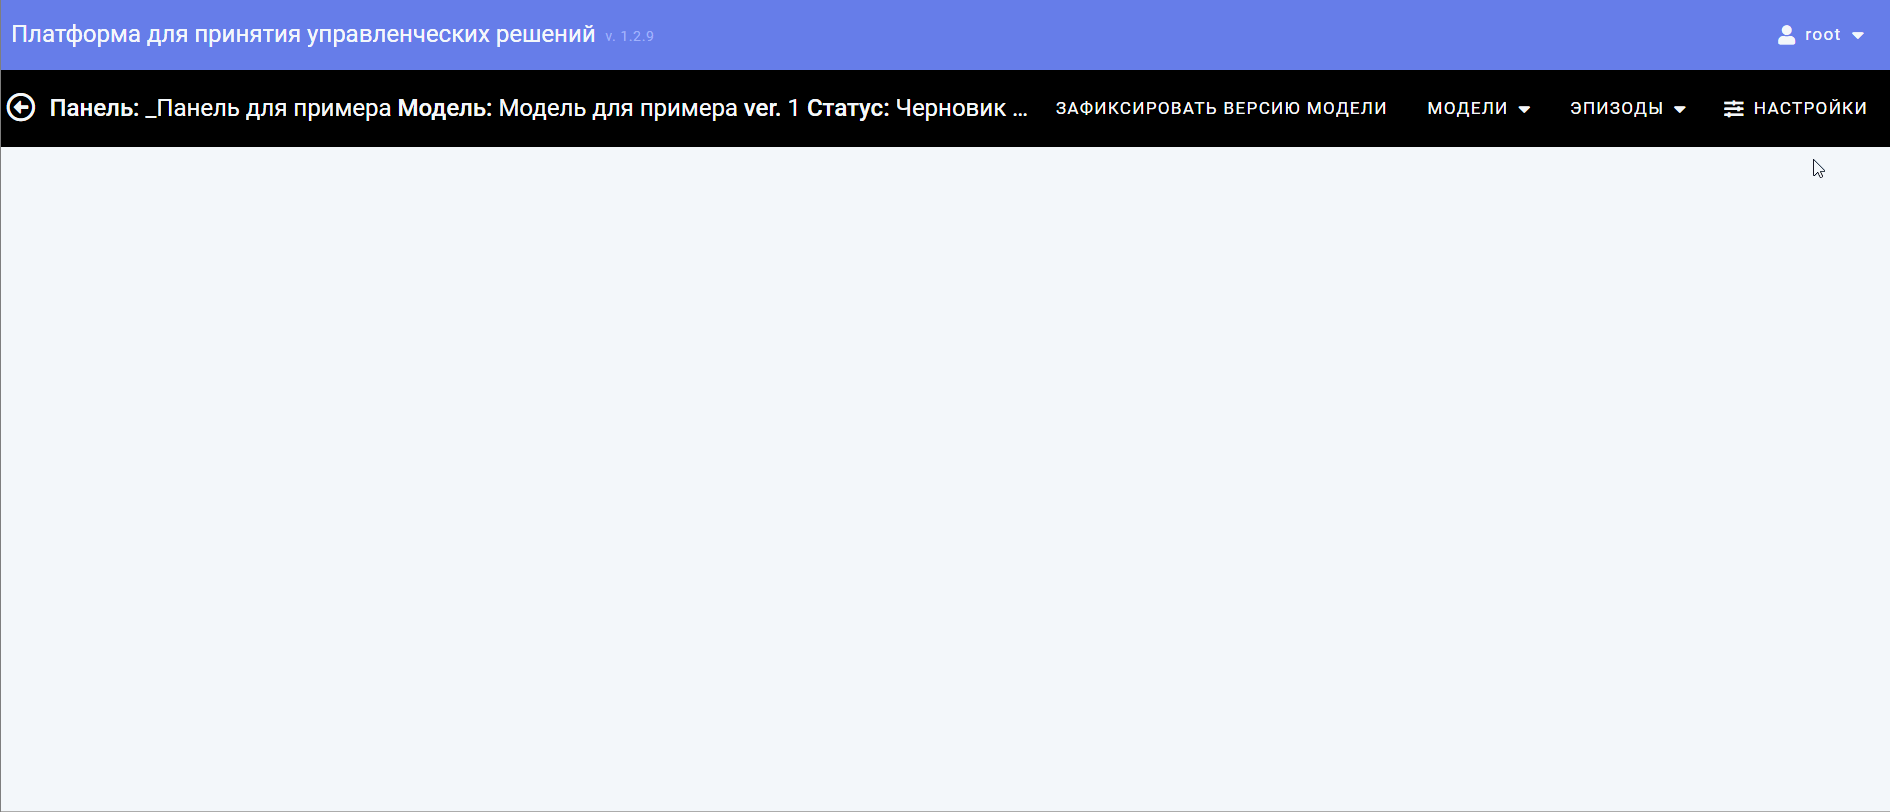 Платформа для принятия управленческих решений v. 1.2.9
root
Панель: _Панель для примера Модель: Модель для примера ver. 1 Статус: Черновик ...
ЗАФИКСИРОВАТЬ ВЕРСИЮ МОДЕЛИ
МОДЕЛИ
ЭПИЗОДЫ
НАСТРОЙКИ